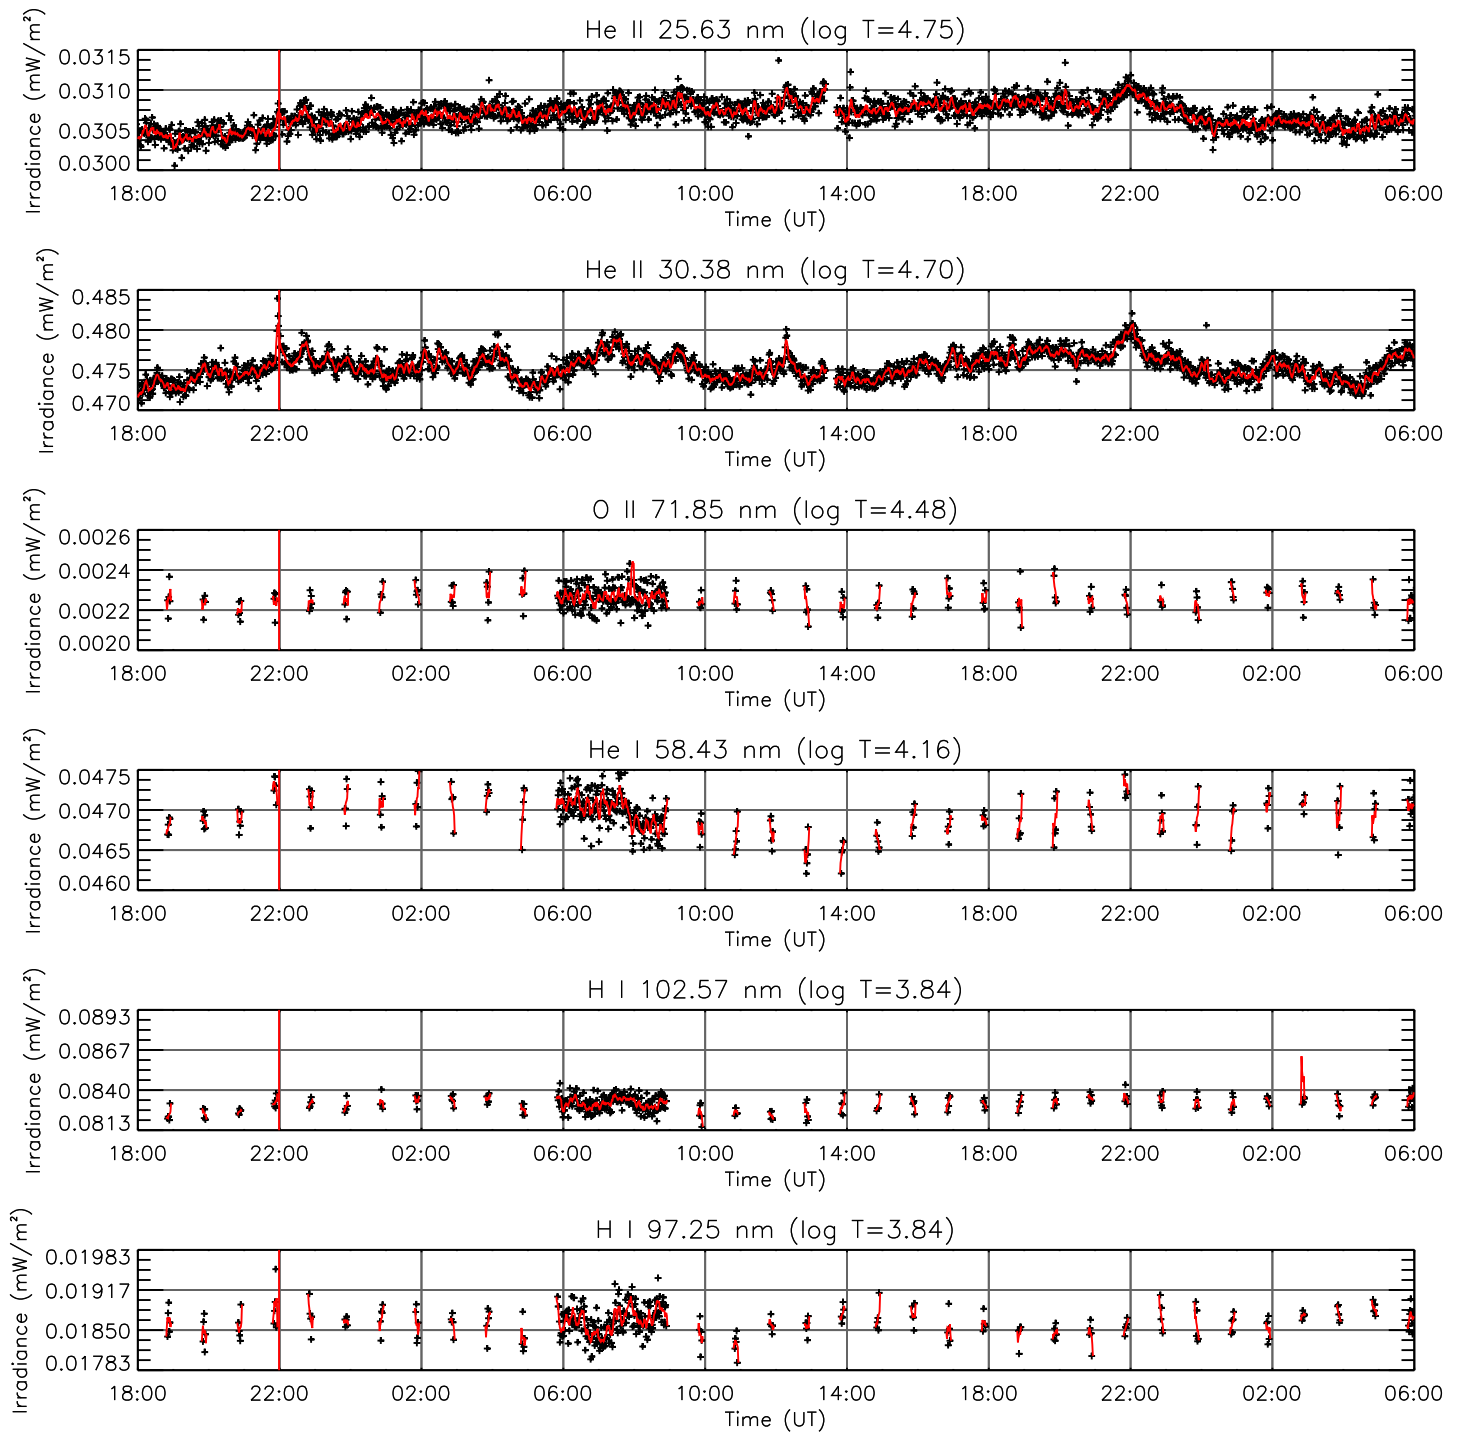 He II 25.63 nm (log T=4.75)
Irradiance (mW/m²)
0.0315
0.0310
0.0305
0.0300
18:00 22:00 02:00 06:00 10:00 14:00 18:00 22:00 02:00 06:00
Time (UT)
He II 30.38 nm (log T=4.70)
Irradiance (mW/m²)
0.485
0.480
0.475
0.470
18:00 22:00 02:00 06:00 10:00 14:00 18:00 22:00 02:00 06:00
Time (UT)
O II 71.85 nm (log T=4.48)
Irradiance (mW/m²)
0.0026
0.0024
0.0022
0.0020
18:00 22:00 02:00 06:00 10:00 14:00 18:00 22:00 02:00 06:00
Time (UT)
He I 58.43 nm (log T=4.16)
Irradiance (mW/m²)
0.0475
0.0470
0.0465
0.0460
18:00 22:00 02:00 06:00 10:00 14:00 18:00 22:00 02:00 06:00
Time (UT)
H I 102.57 nm (log T=3.84)
Irradiance (mW/m²)
0.0893
0.0867
0.0840
0.0813
18:00 22:00 02:00 06:00 10:00 14:00 18:00 22:00 02:00 06:00
Time (UT)
H I 97.25 nm (log T=3.84)
Irradiance (mW/m²)
0.01983
0.01917
0.01850
0.01783
18:00 22:00 02:00 06:00 10:00 14:00 18:00 22:00 02:00 06:00
Time (UT)